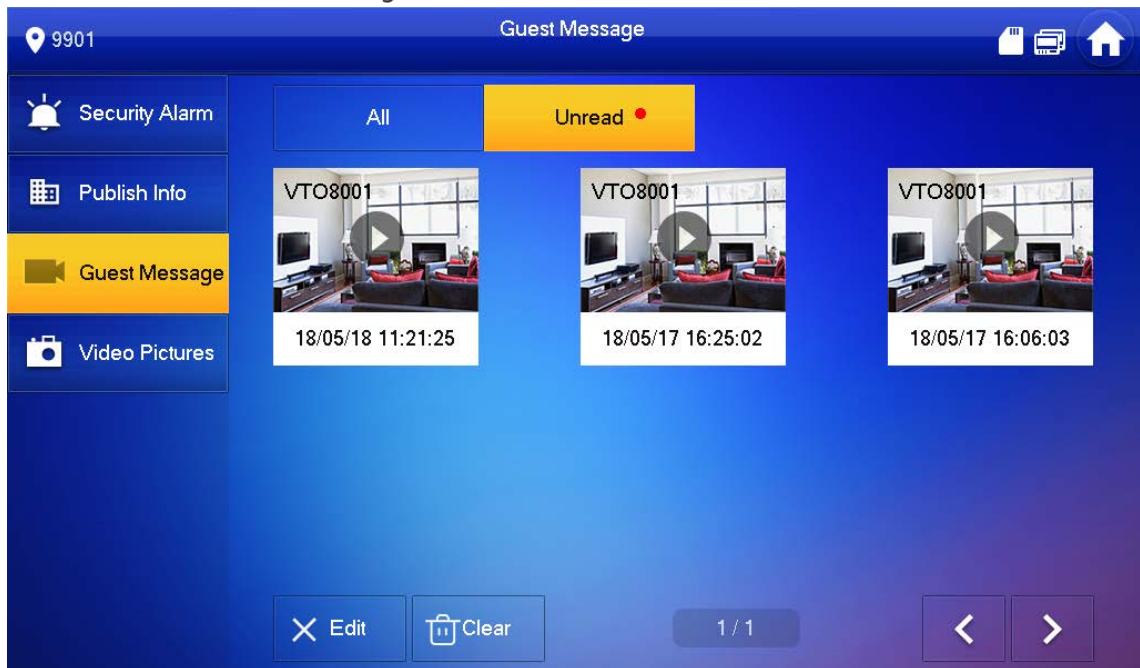 9901
Guest Message
Security Alarm
Publish Info
Guest Message
Video Pictures
All
Unread
VTO8001
VTO8001
VTO8001
18/05/18 11:21:25
18/05/17 16:25:02
18/05/17 16:06:03
Edit
Clear
1 / 1